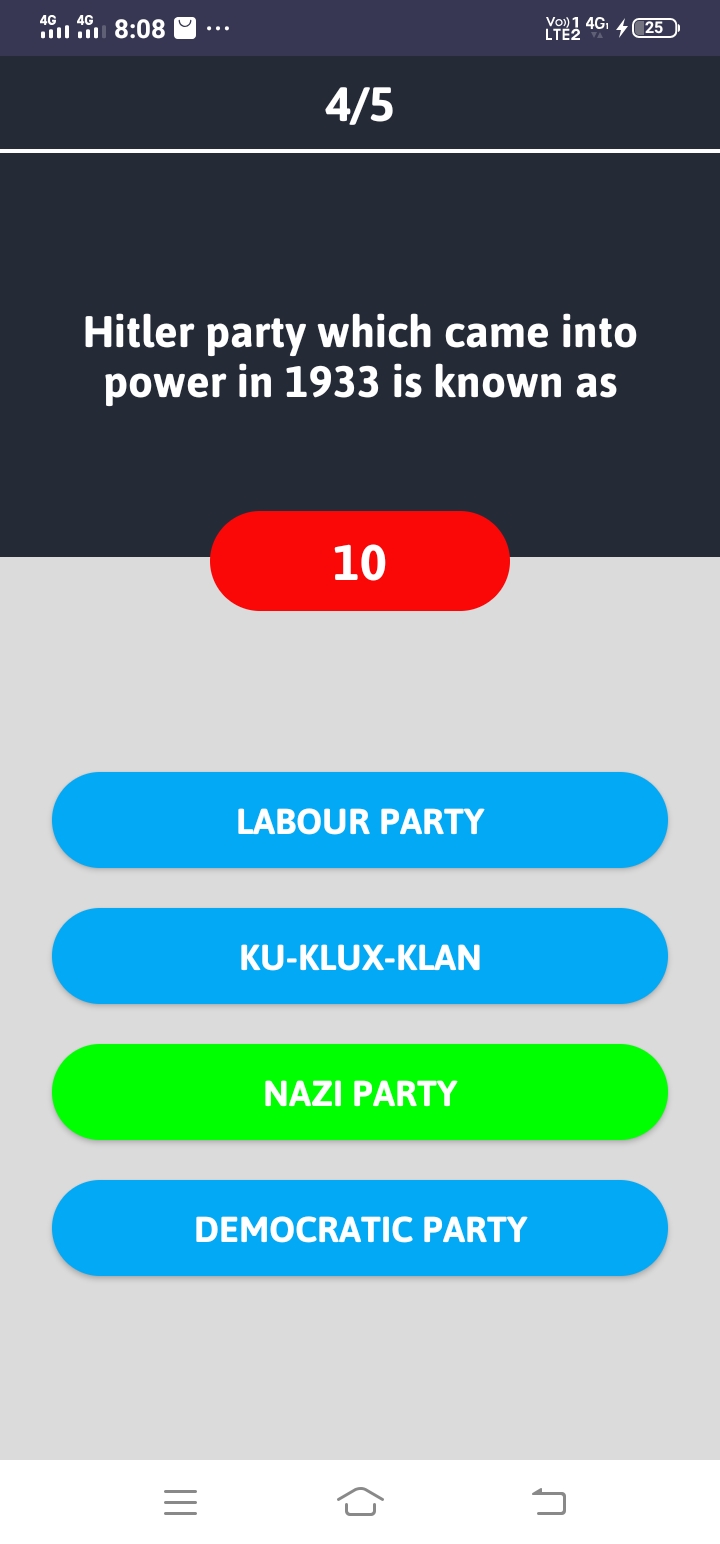 4G 4G 8:08 ... Vo)) 1 LTE2 4G 25
4/5
Hitler party which came into
power in 1933 is known as
10
LABOUR PARTY
KU-KLUX-KLAN
NAZI PARTY
DEMOCRATIC PARTY